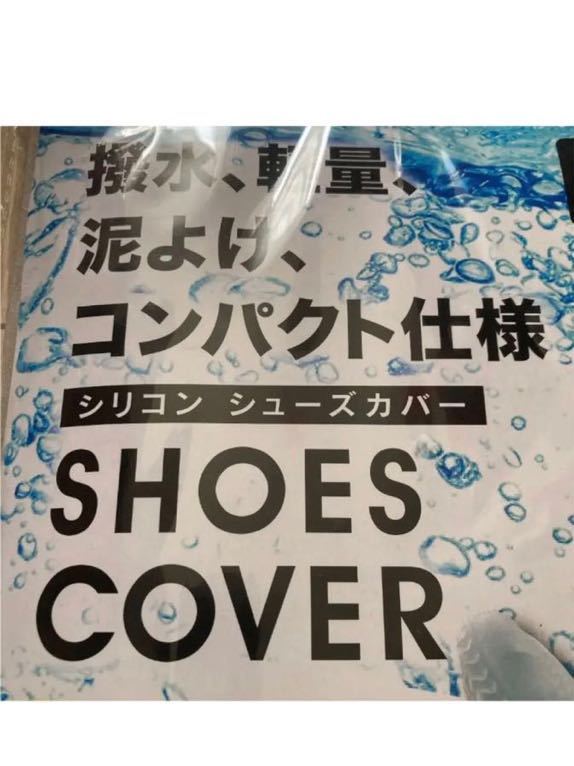 撥水、軽量、
泥よけ、
コンパクト仕様
シリコン シューズカバー
SHOES
COVER